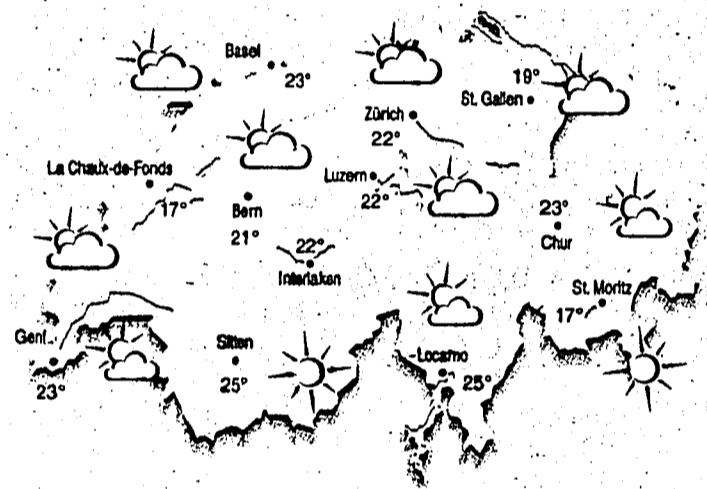 Basel
23°
19°
St. Gallen
Zürich
22°
La Chaux-de-Fonds
17°
Luzern
22°
Bern
21°
23°
Chur
22°
Interlaken
St. Moritz
17°
Genf
23°
Sitten
25°
Locarno
25°